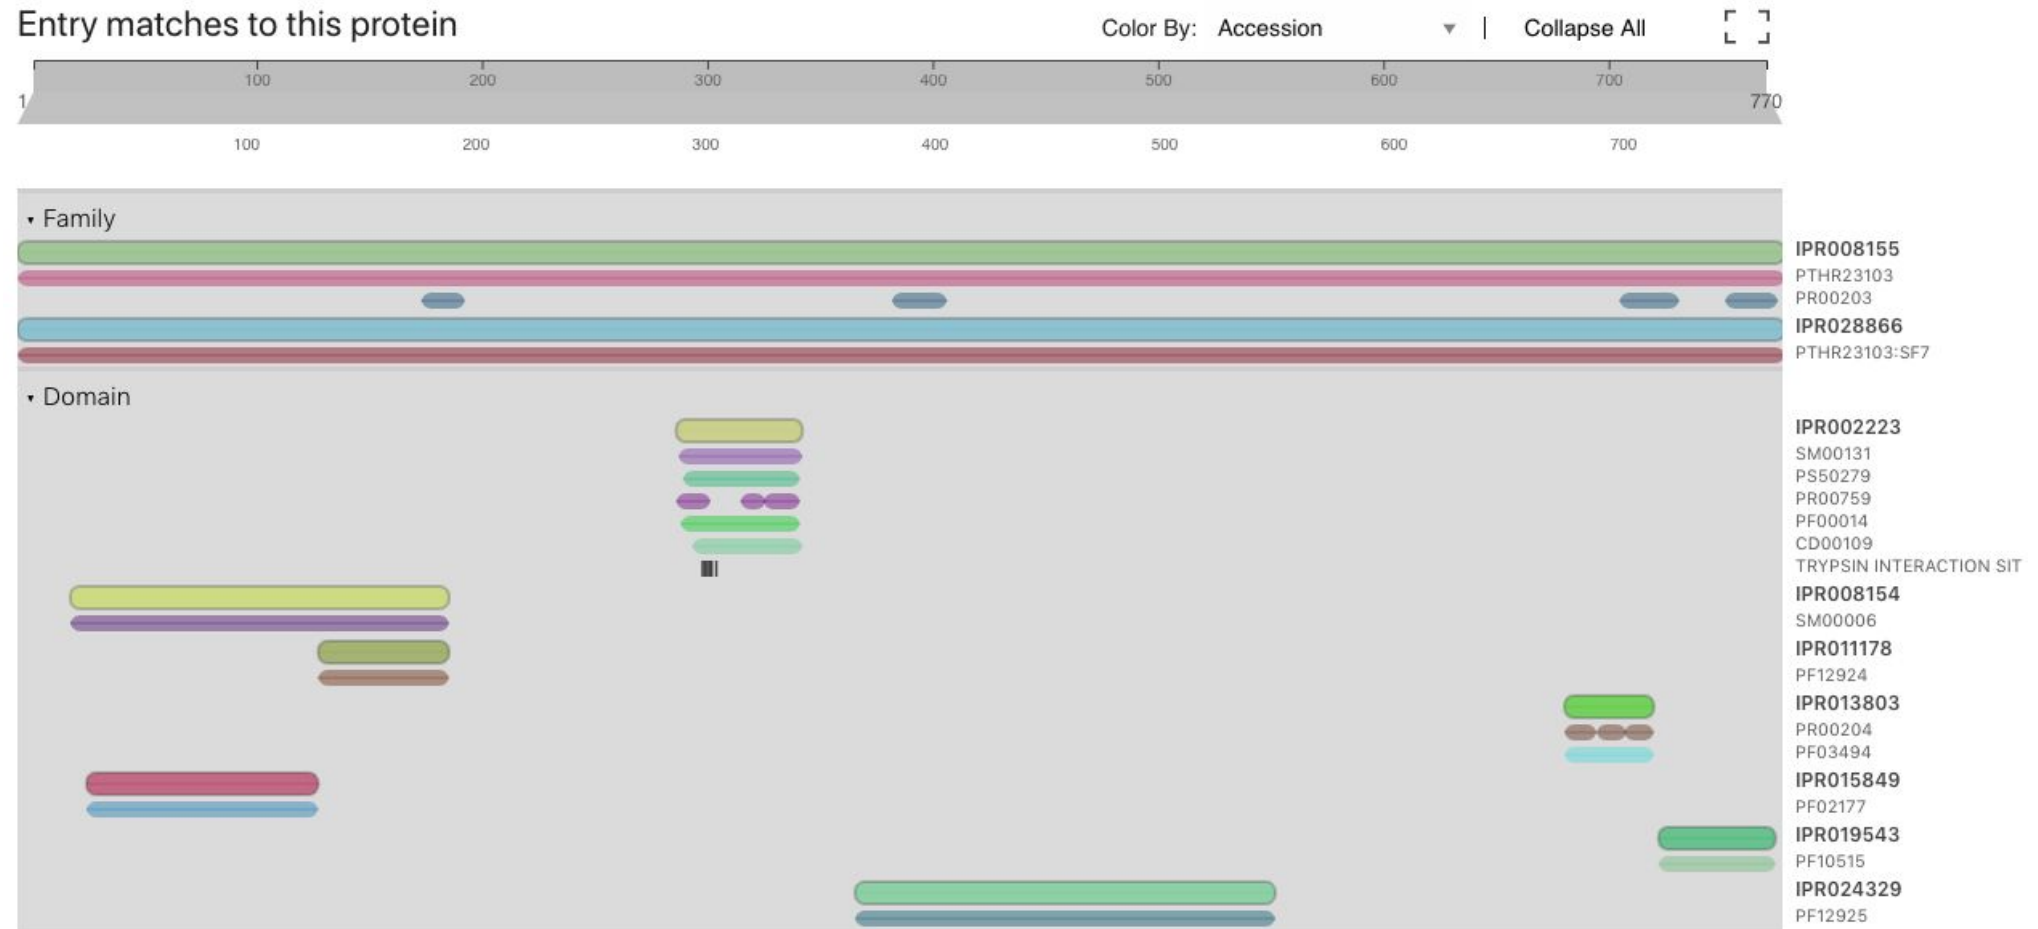 Entry matches to this protein
Color By: Accession ▼ | Collapse All
100 200 300 400 500 600 700
1 770
100 200 300 400 500 600 700
▾ Family
IPR008155
PTHR23103
PR00203
IPR028866
PTHR23103:SF7
▾ Domain
IPR002223
SM00131
PS50279
PR00759
PF00014
CD00109
TRYPSIN INTERACTION SIT
IPR008154
SM00006
IPR011178
PF12924
IPR013803
PR00204
PF03494
IPR015849
PF02177
IPR019543
PF10515
IPR024329
PF12925